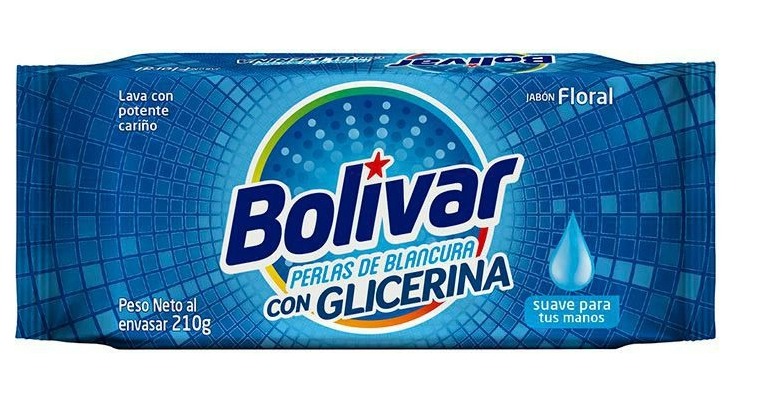 Bolivar
Lava con
potente
cariño
JABÓN Floral
Bolivar
PERLAS DE BLANCURA
CON GLICERINA
Peso Neto al
envasar 210g
suave para
tus manos